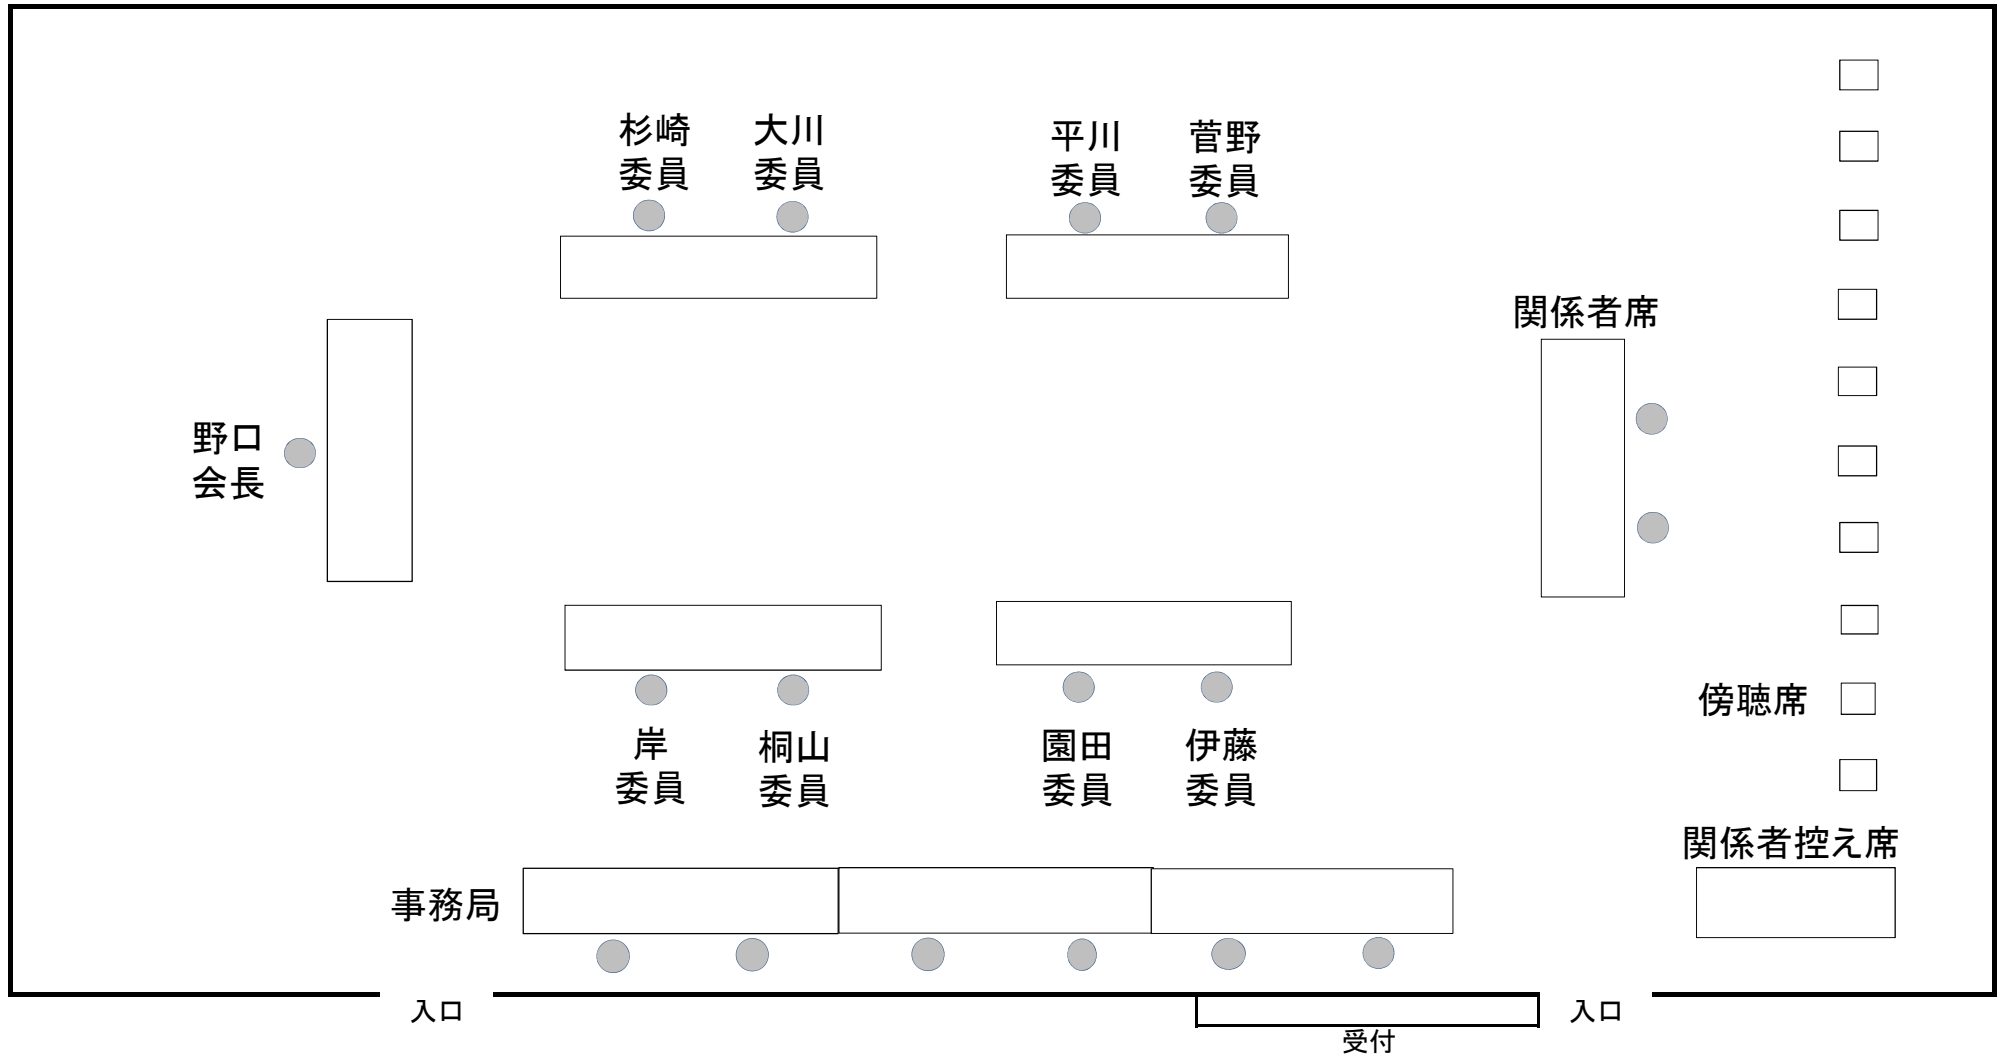 杉崎
委員
大川
委員
平川
委員
菅野
委員
関係者席
野口
会長
岸
委員
桐山
委員
園田
委員
伊藤
委員
傍聴席
関係者控え席
事務局
入口
入口
受付